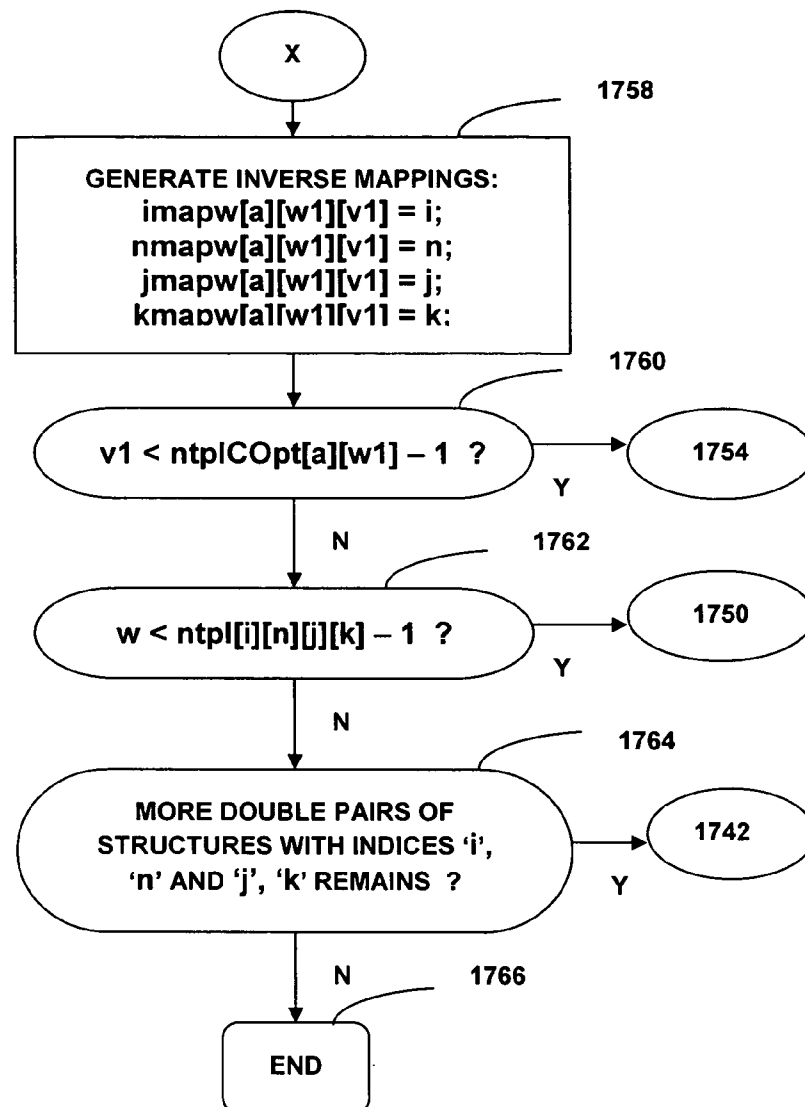 X
1758
GENERATE INVERSE MAPPINGS:
imapw[a][w1][v1] = i;
nmapw[a][w1][v1] = n;
jmapw[a][w1][v1] = j;
kmapw[a][w1][v1] = k;
1760
v1 < ntplCOpt[a][w1] – 1 ?
Y
1754
N
1762
w < ntpl[i][n][j][k] – 1 ?
Y
1750
N
1764
MORE DOUBLE PAIRS OF
STRUCTURES WITH INDICES ‘i’,
‘n’ AND ‘j’, ‘k’ REMAINS ?
Y
1742
N
1766
END